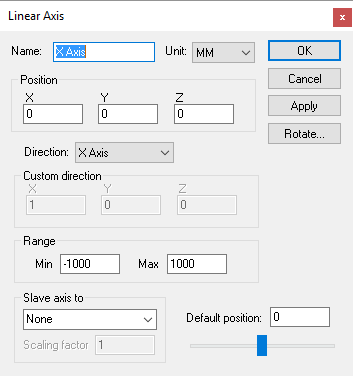 Linear Axis x
Name: X Axis Unit: MM OK
Cancel
Position
X Y Z Apply
0 0 0
Rotate...
Direction: X Axis
Custom direction
X Y Z
1 0 0
Range
Min -1000 Max 1000
Slave axis to
None Default position: 0
Scaling factor 1